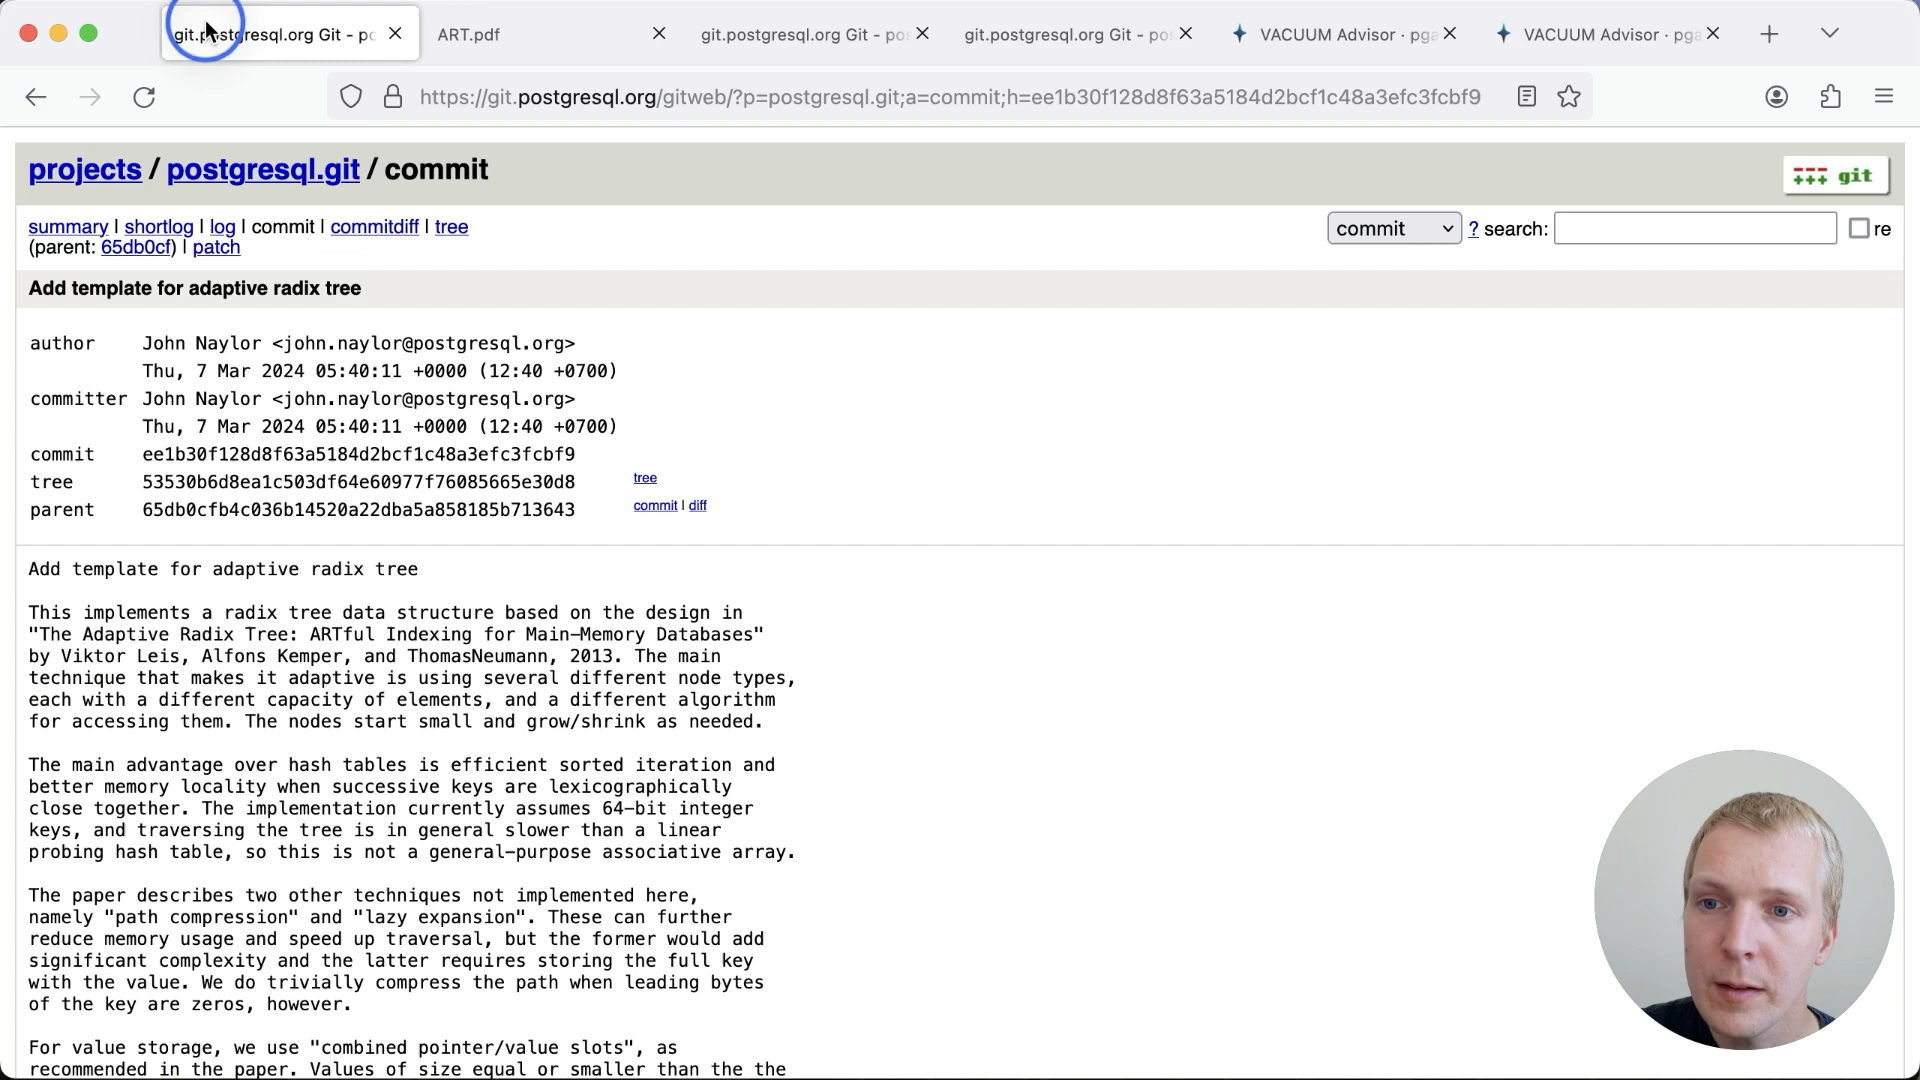 git.postgresql.org Git - po
ART.pdf
git.postgresql.org Git - pos
git.postgresql.org Git - pos
VACUUM Advisor · pga
VACUUM Advisor · pga
https://git.postgresql.org/gitweb/?p=postgresql.git;a=commit;h=ee1b30f128d8f63a5184d2bcf1c48a3efc3fcbf9
projects / postgresql.git / commit
git
summary | shortlog | log | commit | commitdiff | tree
commit ? search: re
(parent: 65db0cf) | patch
Add template for adaptive radix tree
author John Naylor <john.naylor@postgresql.org>
Thu, 7 Mar 2024 05:40:11 +0000 (12:40 +0700)
committer John Naylor <john.naylor@postgresql.org>
Thu, 7 Mar 2024 05:40:11 +0000 (12:40 +0700)
commit ee1b30f128d8f63a5184d2bcf1c48a3efc3fcbf9
tree 53530b6d8ea1c503df64e60977f76085665e30d8 tree
parent 65db0cfb4c036b14520a22dba5a858185b713643 commit | diff
Add template for adaptive radix tree
This implements a radix tree data structure based on the design in
"The Adaptive Radix Tree: ARTful Indexing for Main-Memory Databases"
by Viktor Leis, Alfons Kemper, and ThomasNeumann, 2013. The main
technique that makes it adaptive is using several different node types,
each with a different capacity of elements, and a different algorithm
for accessing them. The nodes start small and grow/shrink as needed.
The main advantage over hash tables is efficient sorted iteration and
better memory locality when successive keys are lexicographically
close together. The implementation currently assumes 64-bit integer
keys, and traversing the tree is in general slower than a linear
probing hash table, so this is not a general-purpose associative array.
The paper describes two other techniques not implemented here,
namely "path compression" and "lazy expansion". These can further
reduce memory usage and speed up traversal, but the former would add
significant complexity and the latter requires storing the full key
with the value. We do trivially compress the path when leading bytes
of the key are zeros, however.
For value storage, we use "combined pointer/value slots", as
recommended in the paper. Values of size equal or smaller than the the